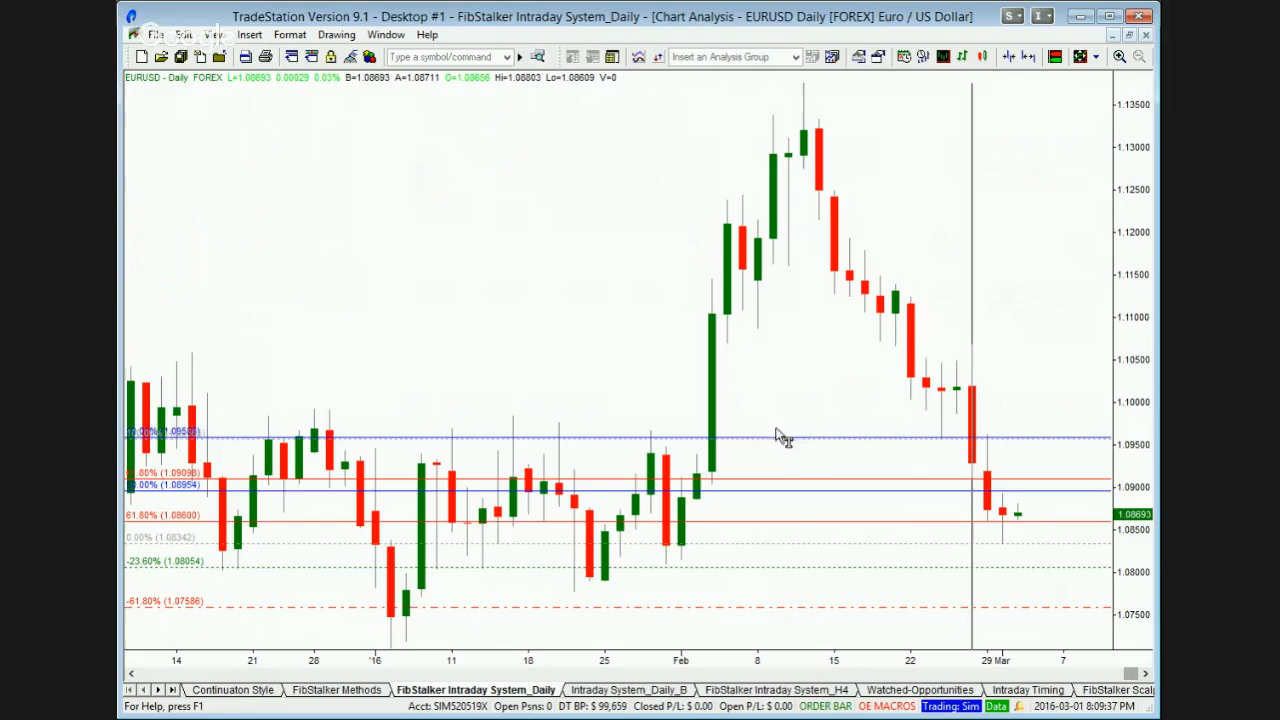 TradeStation Version 9.1 - Desktop #1 - FibStalker Intraday System_Daily - [Chart Analysis - EURUSD Daily [FOREX] Euro / US Dollar]
S I
Google
File Edit View Insert Format Drawing Window Help
Type a symbol/command Insert an Analysis Group
EURUSD - Daily FOREX L=1.08693 0.00029 0.03% B=1.08693 A=1.08711 O=1.08656 Hi=1.08803 Lo=1.08609 V=0
1.13500
1.13000
1.12500
1.12000
1.11500
1.11000
1.10500
1.10000
1.09500
61.80% (1.09093)
1.09000
61.80% (1.08600)
1.08693
1.08500
0.00% (1.08342)
-23.60% (1.08054)
1.08000
-61.80% (1.07586)
1.07500
14 21 28 '16 11 18 25 Feb 8 15 22 29 Mar 7
Continuaton Style FibStalker Methods FibStalker Intraday System_Daily Intraday System_Daily_B FibStalker Intraday System_H4 Watched-Opportunities Intraday Timing FibStalker Scal
For Help, press F1 Acct: SIM520519X Open Psns: 0 DT BP: $ 99,659 Closed P/L: $ 0.00 Open P/L: $ 0.00 ORDER BAR OE MACROS Trading: Sim Data 2016-03-01 8:09:37 PM